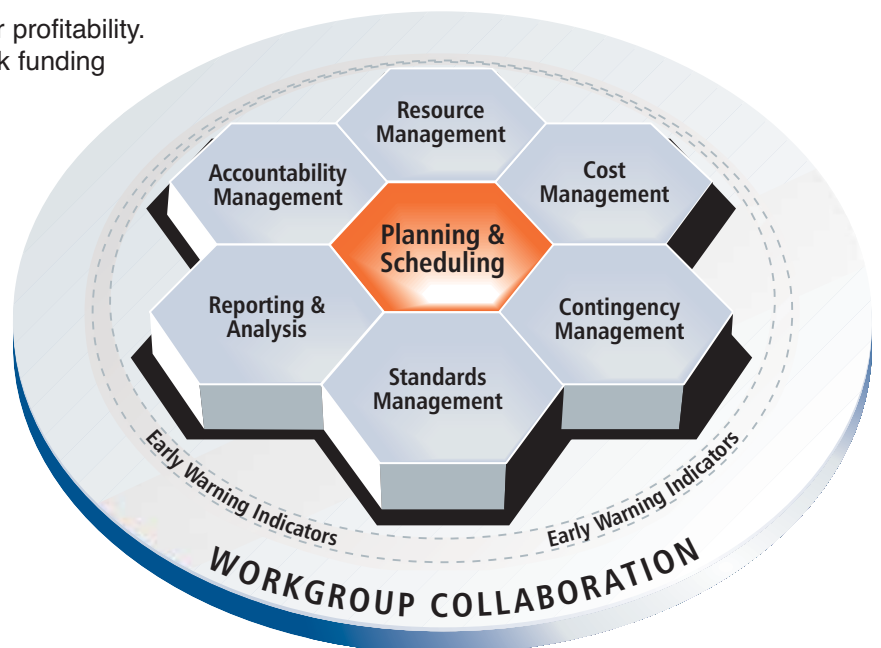 r profitability.
k funding
Resource
Management
Accountability
Management
Cost
Management
Planning &
Scheduling
Reporting &
Analysis
Contingency
Management
Standards
Management
Early Warning Indicators
Early Warning Indicators
WORKGROUP COLLABORATION